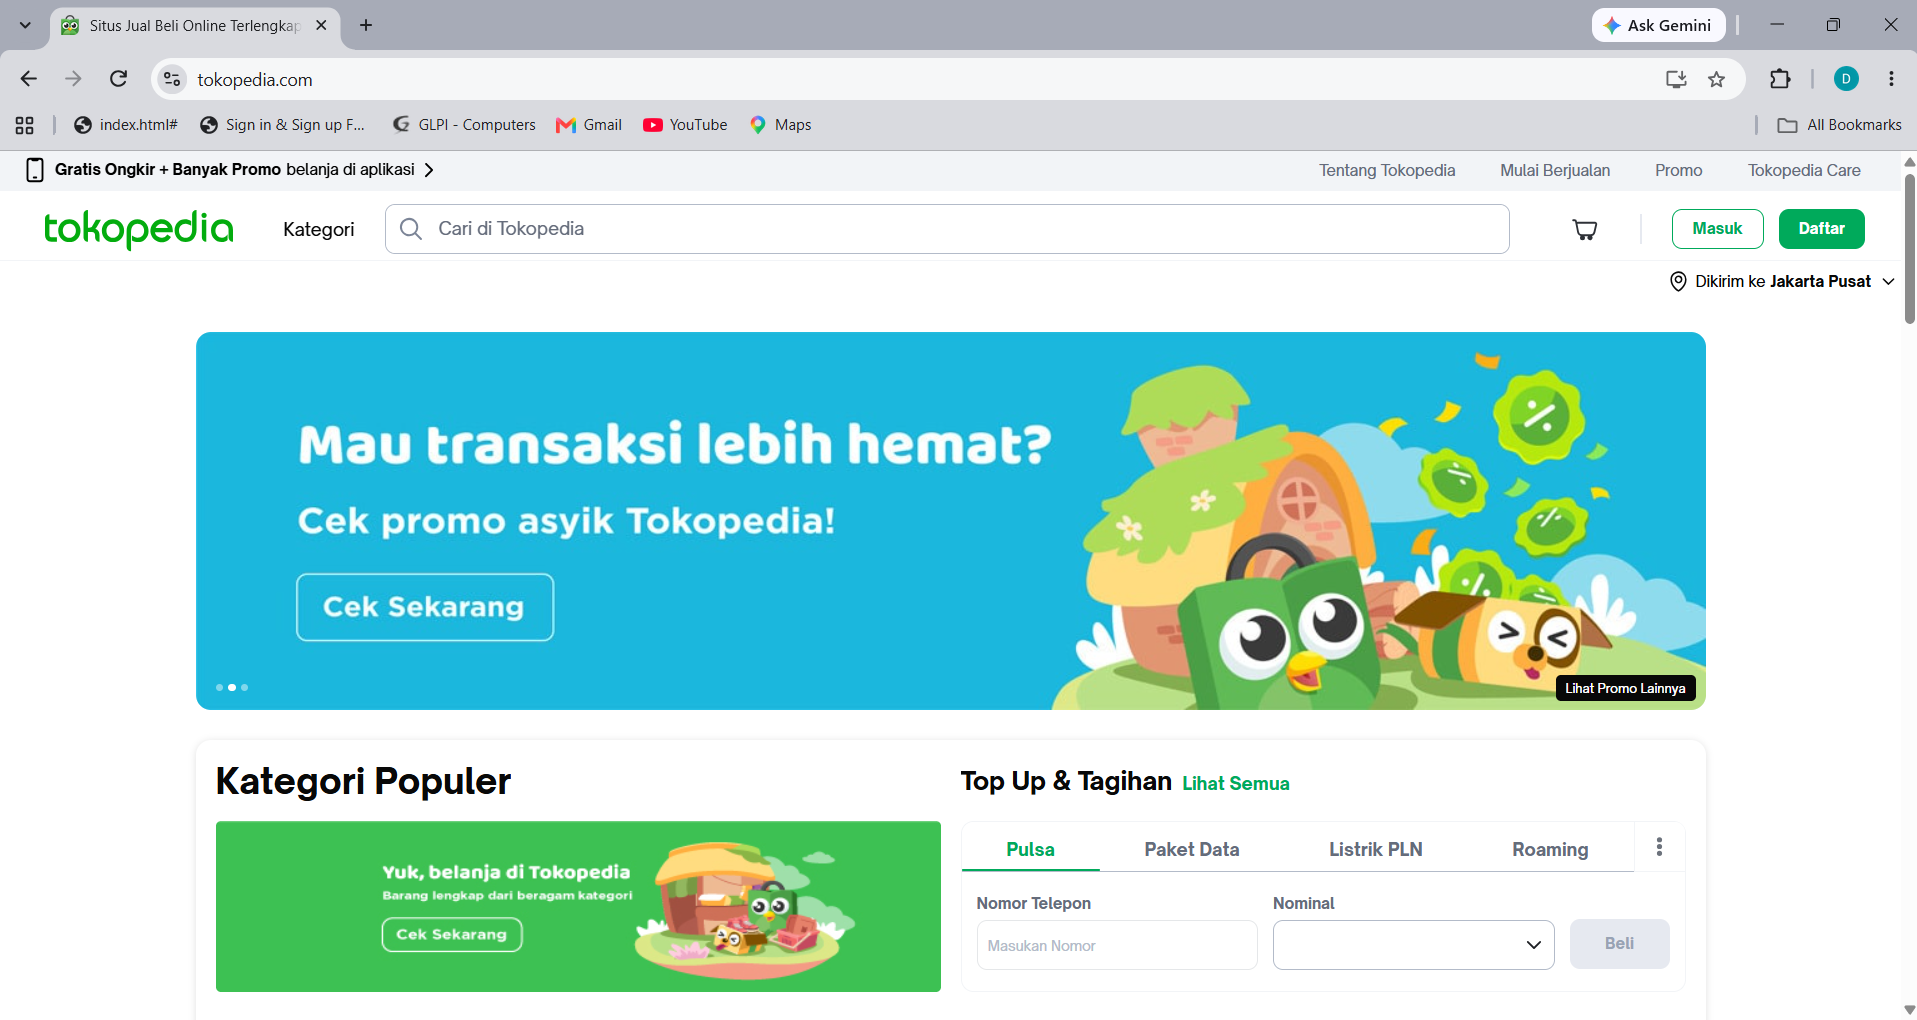 Situs Jual Beli Online Terlengkap
Ask Gemini
tokopedia.com
D
index.html#
Sign in & Sign up F...
GLPI - Computers
Gmail
YouTube
Maps
All Bookmarks
Gratis Ongkir + Banyak Promo belanja di aplikasi
Tentang Tokopedia
Mulai Berjualan
Promo
Tokopedia Care
tokopedia
Kategori
Cari di Tokopedia
Masuk
Daftar
Dikirim ke Jakarta Pusat
Mau transaksi lebih hemat?
Cek promo asyik Tokopedia!
Cek Sekarang
Lihat Promo Lainnya
Kategori Populer
Yuk, belanja di Tokopedia
Barang lengkap dari beragam kategori
Cek Sekarang
Top Up & Tagihan Lihat Semua
Pulsa
Paket Data
Listrik PLN
Roaming
Nomor Telepon
Nominal
Masukan Nomor
Beli